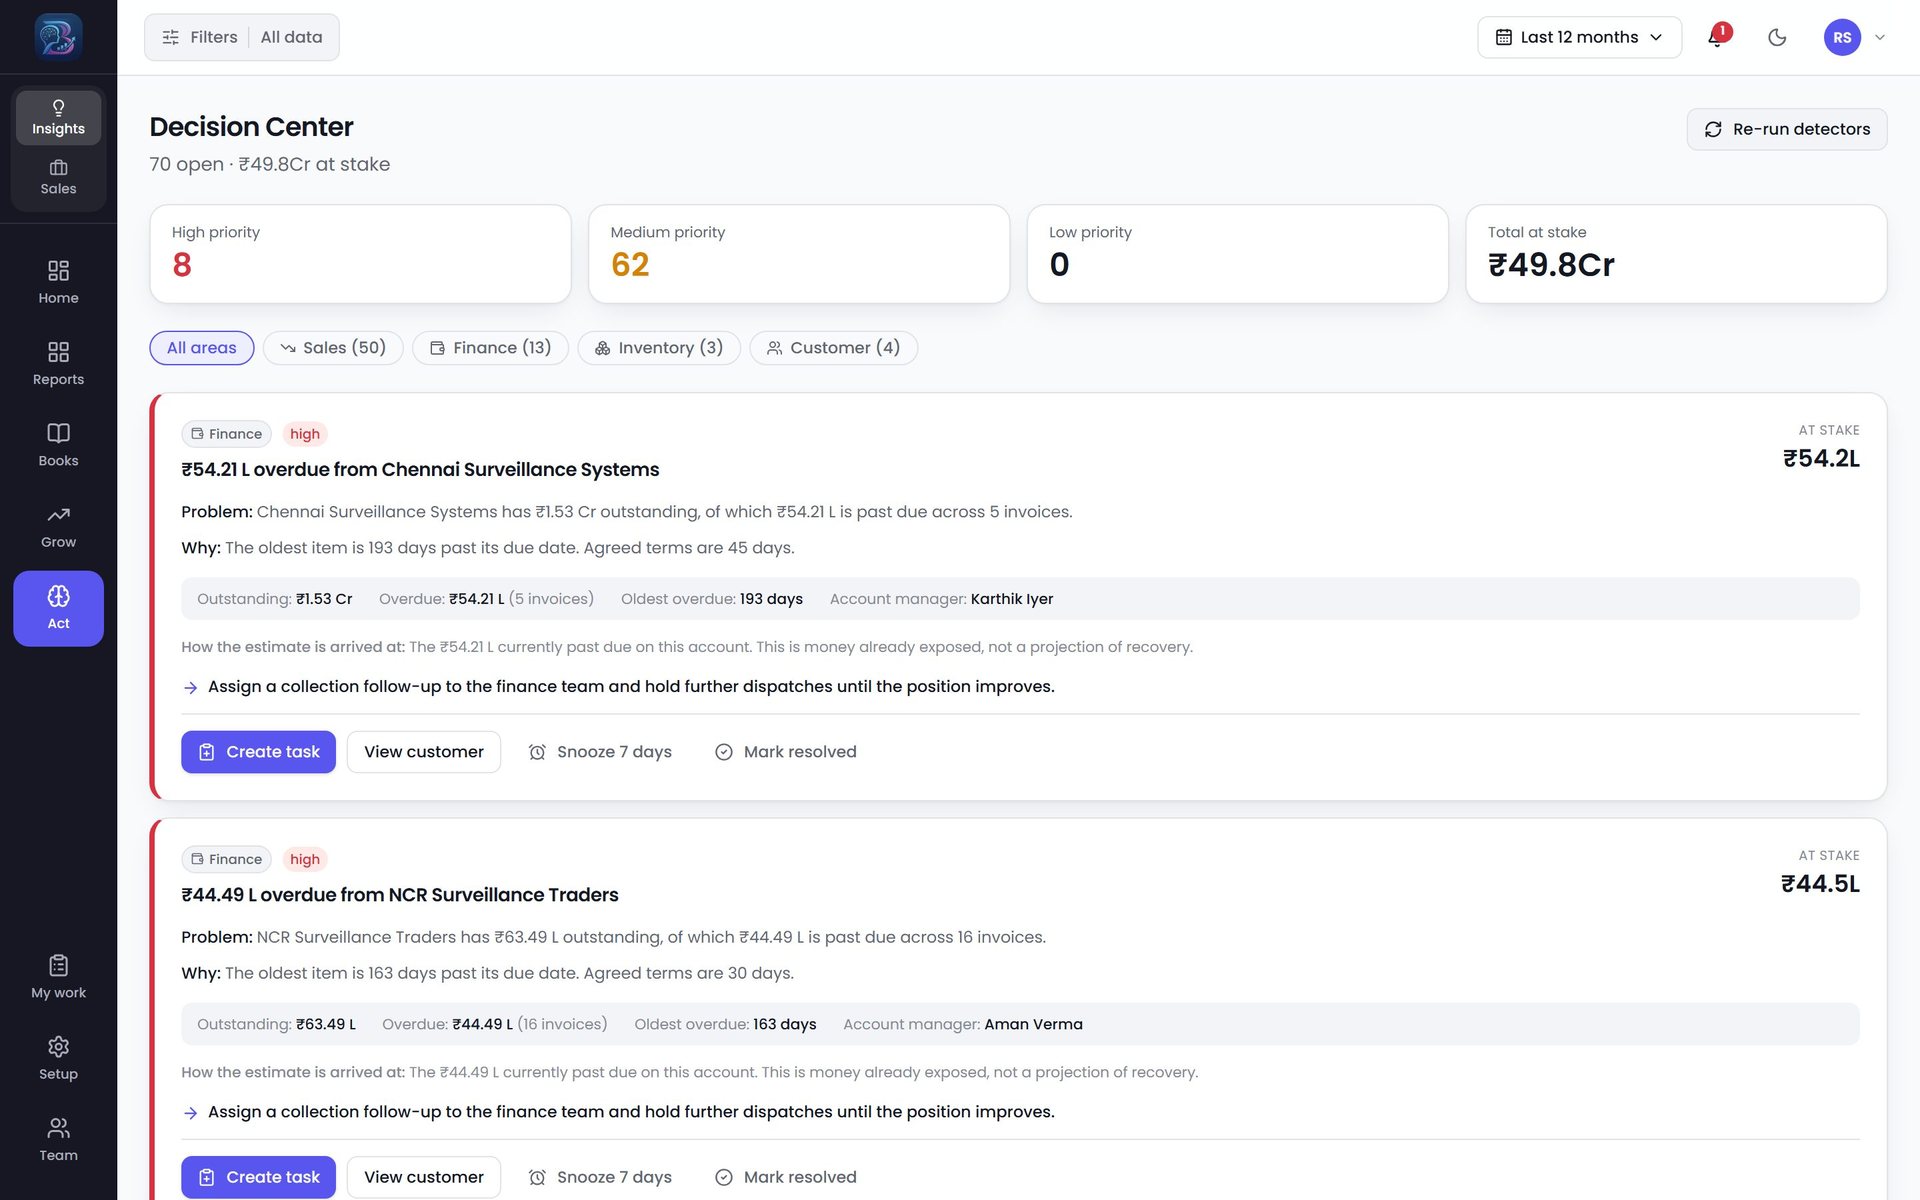 Filters
All data
Last 12 months
1
RS
Insights
Sales
Home
Reports
Books
Grow
Act
My work
Setup
Team
Decision Center
70 open · ₹49.8Cr at stake
Re-run detectors
High priority
8
Medium priority
62
Low priority
0
Total at stake
₹49.8Cr
All areas
Sales (50)
Finance (13)
Inventory (3)
Customer (4)
Finance high
AT STAKE
₹54.21 L overdue from Chennai Surveillance Systems
₹54.2L
Problem: Chennai Surveillance Systems has ₹1.53 Cr outstanding, of which ₹54.21 L is past due across 5 invoices.
Why: The oldest item is 193 days past its due date. Agreed terms are 45 days.
Outstanding: ₹1.53 Cr Overdue: ₹54.21 L (5 invoices) Oldest overdue: 193 days Account manager: Karthik Iyer
How the estimate is arrived at: The ₹54.21 L currently past due on this account. This is money already exposed, not a projection of recovery.
Assign a collection follow-up to the finance team and hold further dispatches until the position improves.
Create task View customer Snooze 7 days Mark resolved
Finance high
AT STAKE
₹44.49 L overdue from NCR Surveillance Traders
₹44.5L
Problem: NCR Surveillance Traders has ₹63.49 L outstanding, of which ₹44.49 L is past due across 16 invoices.
Why: The oldest item is 163 days past its due date. Agreed terms are 30 days.
Outstanding: ₹63.49 L Overdue: ₹44.49 L (16 invoices) Oldest overdue: 163 days Account manager: Aman Verma
How the estimate is arrived at: The ₹44.49 L currently past due on this account. This is money already exposed, not a projection of recovery.
Assign a collection follow-up to the finance team and hold further dispatches until the position improves.
Create task View customer Snooze 7 days Mark resolved